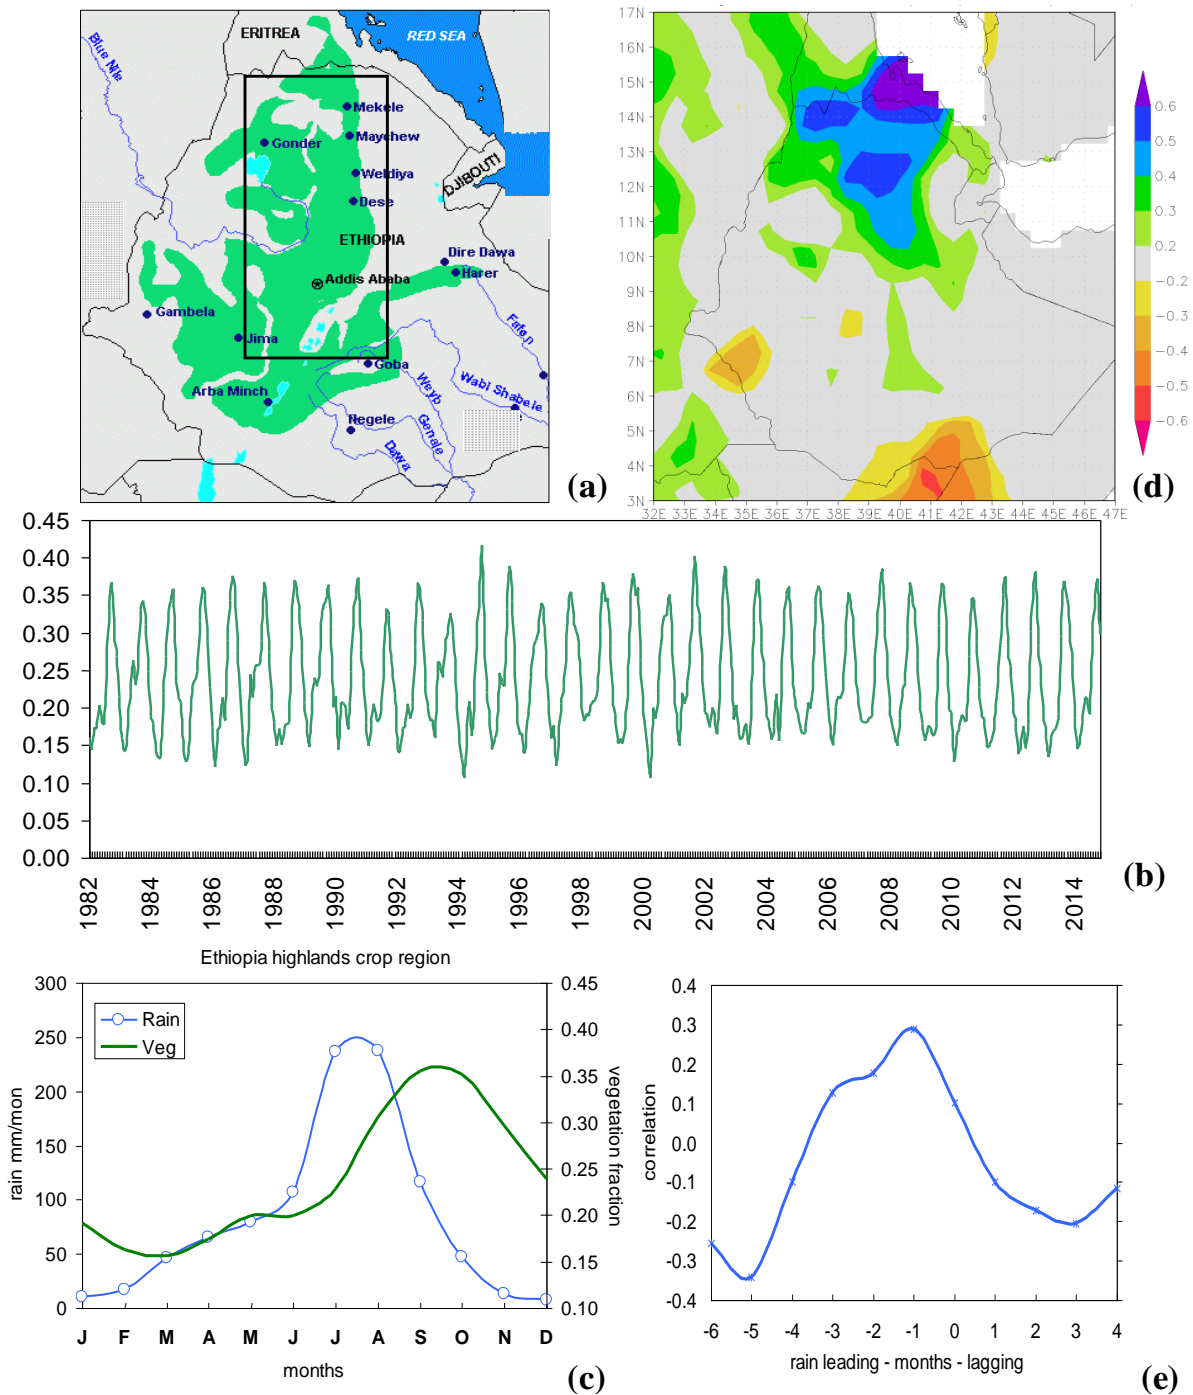 ERITREA
RED SEA
Blue Nile
Mekele
Maychew
Gonder
Weldiya
DJIBOUTI
Dese
ETHIOPIA
Dire Dawa
Harer
Addis Ababa
Gambela
Fafen
Jima
Goba
Arba Minch
Weyb
Wabi Shabele
Negele
Genale
Dawa
(a)
17N
16N
15N
14N
13N
12N
11N
10N
9N
8N
7N
6N
5N
4N
3N
32E 33E 34E 35E 36E 37E 38E 39E 40E 41E 42E 43E 44E 45E 46E 47E
0.6
0.5
0.4
0.3
0.2
-0.2
-0.3
-0.4
-0.5
-0.6
(d)
0.45
0.40
0.35
0.30
0.25
0.20
0.15
0.10
0.05
0.00
1982 1984 1986 1988 1990 1992 1994 1996 1998 2000 2002 2004 2006 2008 2010 2012 2014
(b)
Ethiopia highlands crop region
300
250
200
150
100
50
0
rain mm/mon
Rain
Veg
0.45
0.40
0.35
0.30
0.25
0.20
0.15
0.10
vegetation fraction
J F M A M J J A S O N D
months
(c)
0.4
0.3
0.2
0.1
0.0
-0.1
-0.2
-0.3
-0.4
correlation
-6 -5 -4 -3 -2 -1 0 1 2 3 4
rain leading - months - lagging
(e)